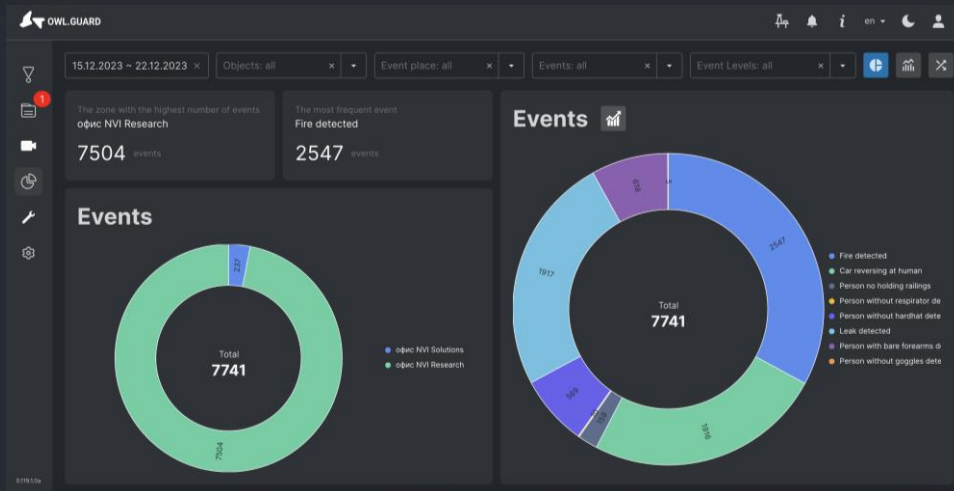 OWL.GUARD
en
15.12.2023 ~ 22.12.2023 ×
Objects: all ×
Event place: all ×
Events: all ×
Event Levels: all ×
1
The zone with the highest number of events
офис NVI Research
7504 events
The most frequent event
Fire detected
2547 events
Events
237
Total
7741
7504
офис NVI Solutions
офис NVI Research
Events
618
2547
1917
Total
7741
569
153
1916
Fire detected
Car reversing at human
Person no holding railings
Person without respirator de
Person without hardhat dete
Leak detected
Person with bare forearms d
Person without goggles dete